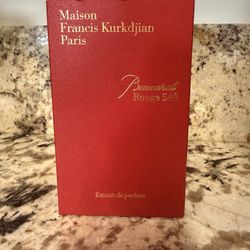 Maison
Francis Kurkdjian
Paris
Baccarat
Rouge 540
Extrait de parfum